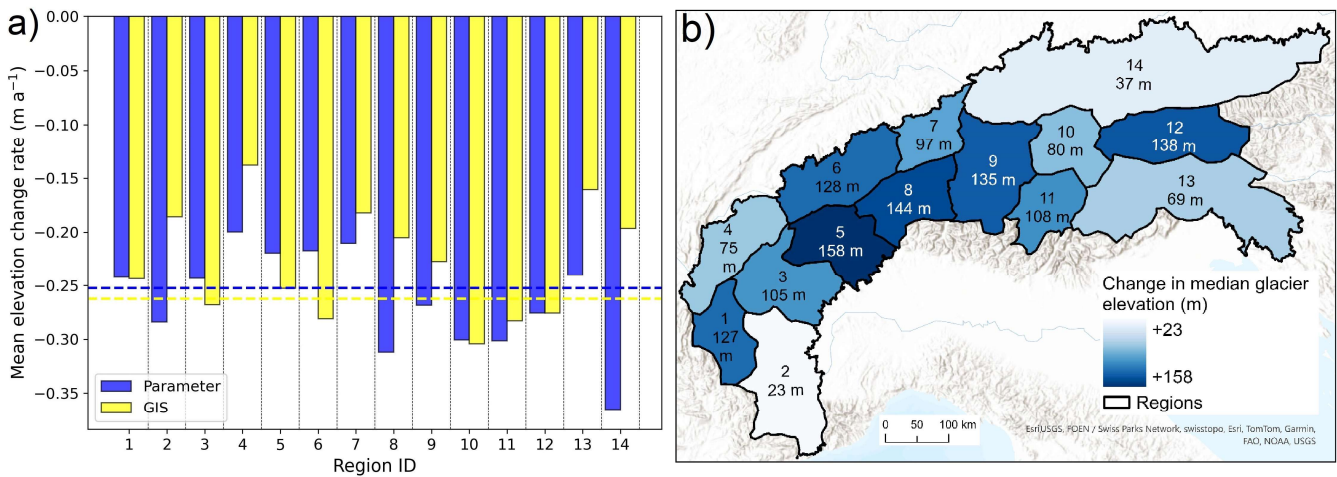 a)
0.00
−0.05
−0.10
−0.15
−0.20
−0.25
−0.30
−0.35
Mean elevation change rate (m a⁻¹)
Parameter
GIS
1 2 3 4 5 6 7 8 9 10 11 12 13 14
Region ID
b)
14
37 m
7
97 m
10
80 m
12
138 m
6
128 m
9
135 m
8
144 m
13
69 m
11
108 m
4
75
m
5
158 m
3
105 m
1
127
m
2
23 m
Change in median glacier
elevation (m)
+23
+158
Regions
0 50 100 km
Esri, USGS, FOEN / Swiss Parks Network, swisstopo, Esri, TomTom, Garmin,
FAO, NOAA, USGS